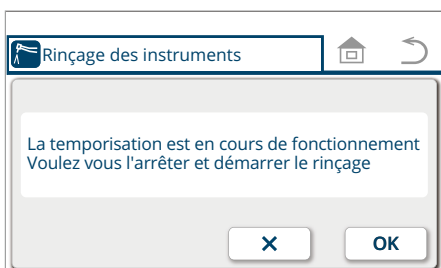 Rinçage des instruments
La temporisation est en cours de fonctionnement
Voulez vous l'arrêter et démarrer le rinçage
OK